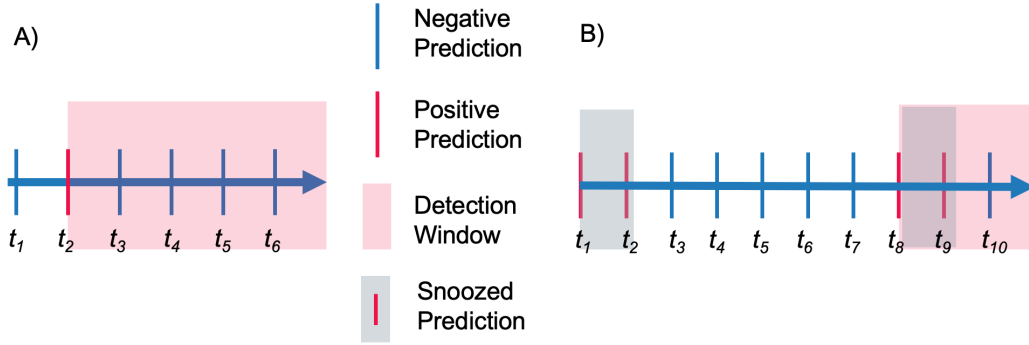 A)
t1 t2 t3 t4 t5 t6
Negative
Prediction
Positive
Prediction
Detection
Window
Snoozed
Prediction
B)
t1 t2 t3 t4 t5 t6 t7 t8 t9 t10